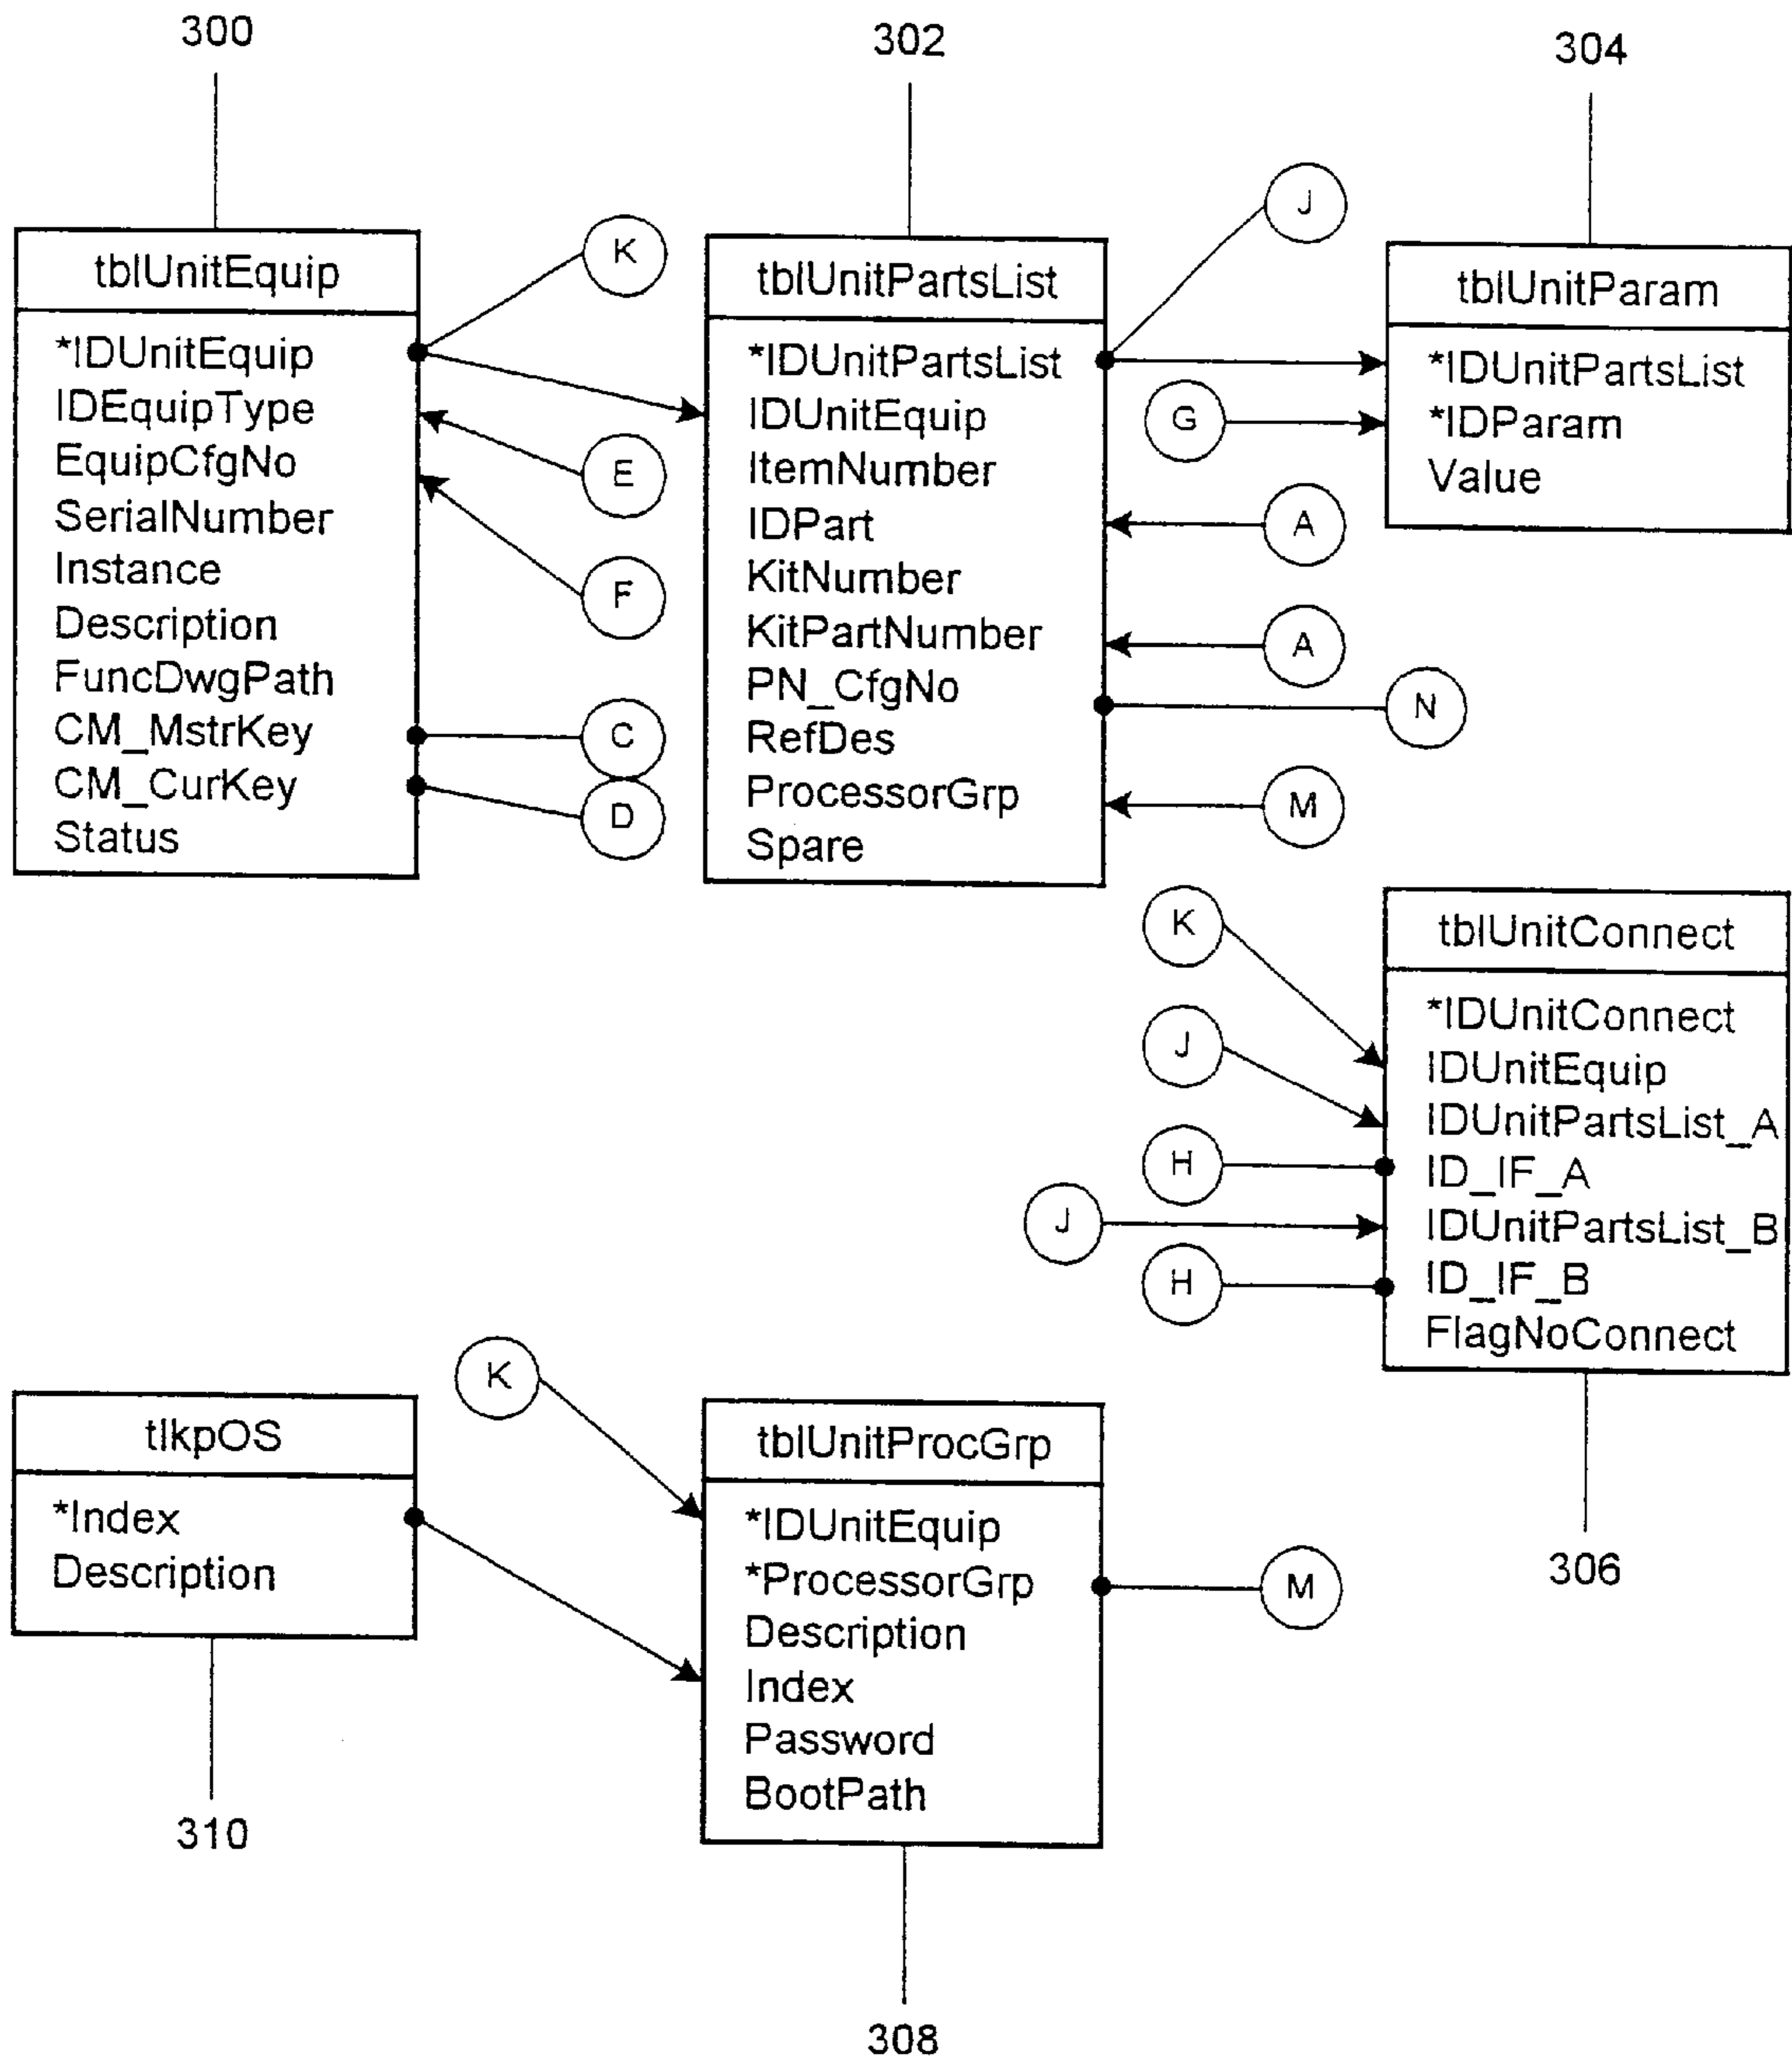 300
302
304
tblUnitEquip
*IDUnitEquip
IDEquipType
EquipCfgNo
SerialNumber
Instance
Description
FuncDwgPath
CM_MstrKey
CM_CurKey
Status
K
E
F
C
D
tblUnitPartsList
*IDUnitPartsList
IDUnitEquip
ItemNumber
IDPart
KitNumber
KitPartNumber
PN_CfgNo
RefDes
ProcessorGrp
Spare
J
G
A
A
N
M
tblUnitParam
*IDUnitPartsList
*IDParam
Value
K
J
H
J
H
tblUnitConnect
*IDUnitConnect
IDUnitEquip
IDUnitPartsList_A
ID_IF_A
IDUnitPartsList_B
ID_IF_B
FlagNoConnect
306
tlkpOS
*Index
Description
310
K
tblUnitProcGrp
*IDUnitEquip
*ProcessorGrp
Description
Index
Password
BootPath
M
308